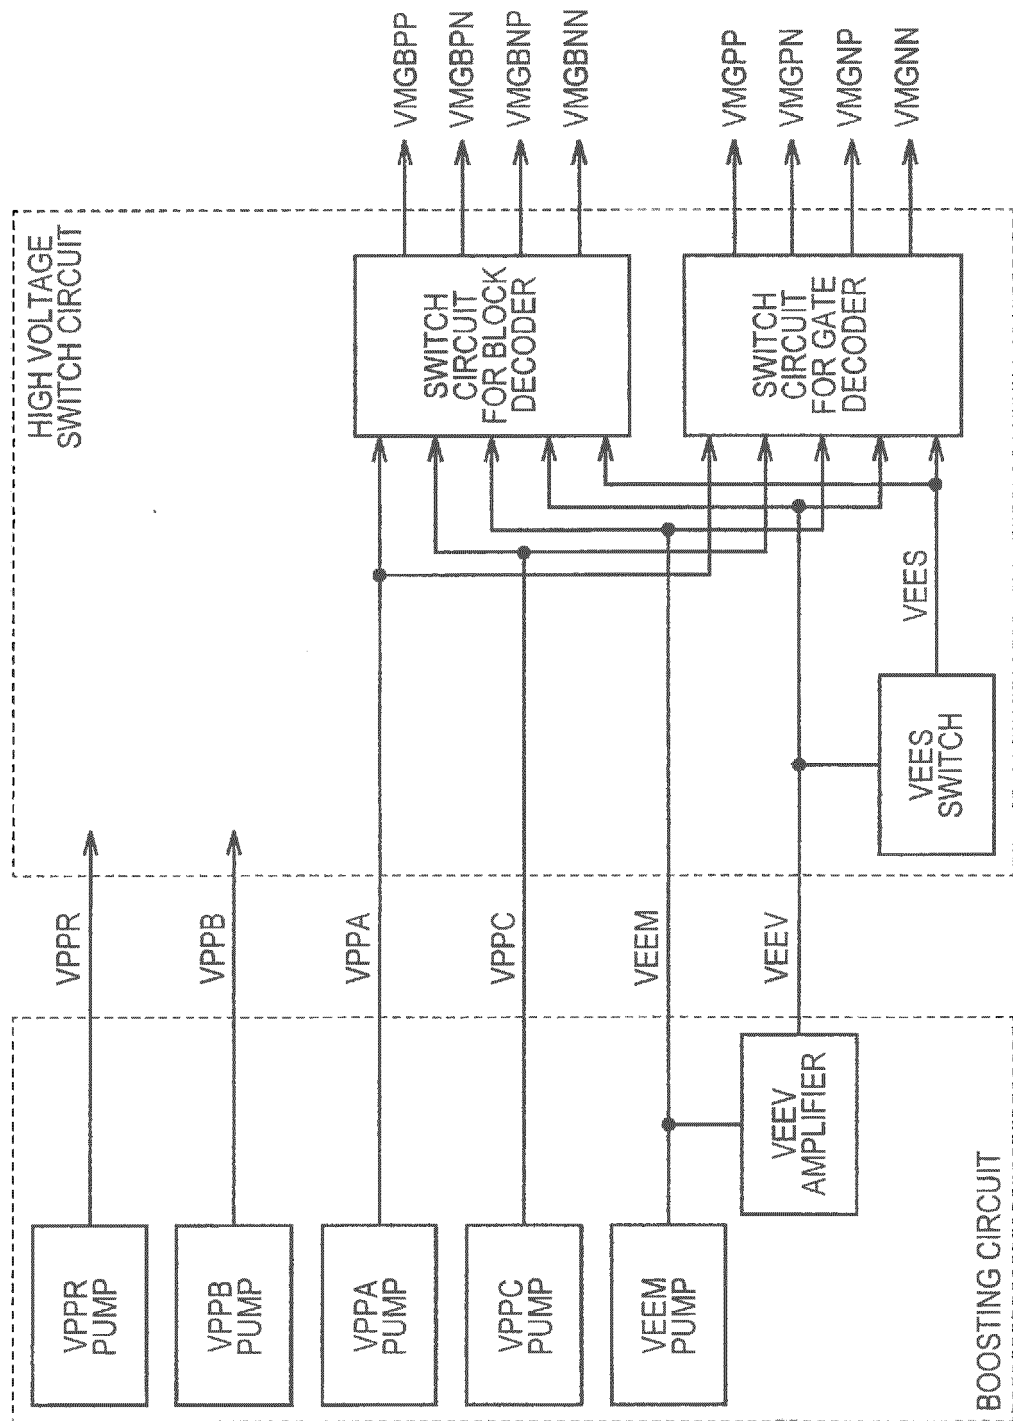 HIGH VOLTAGE
SWITCH CIRCUIT
BOOSTING CIRCUIT
VPPR
PUMP
VPPR
VPPB
PUMP
VPPB
VPPA
PUMP
VPPA
VPPC
PUMP
VPPC
VEEM
PUMP
VEEM
VEEV
AMPLIFIER
VEEV
VEES
SWITCH
VEES
SWITCH
CIRCUIT
FOR BLOCK
DECODER
VMGBPP
VMGBPN
VMGBNP
VMGBNN
SWITCH
CIRCUIT
FOR GATE
DECODER
VMGPP
VMGPN
VMGNP
VMGNN